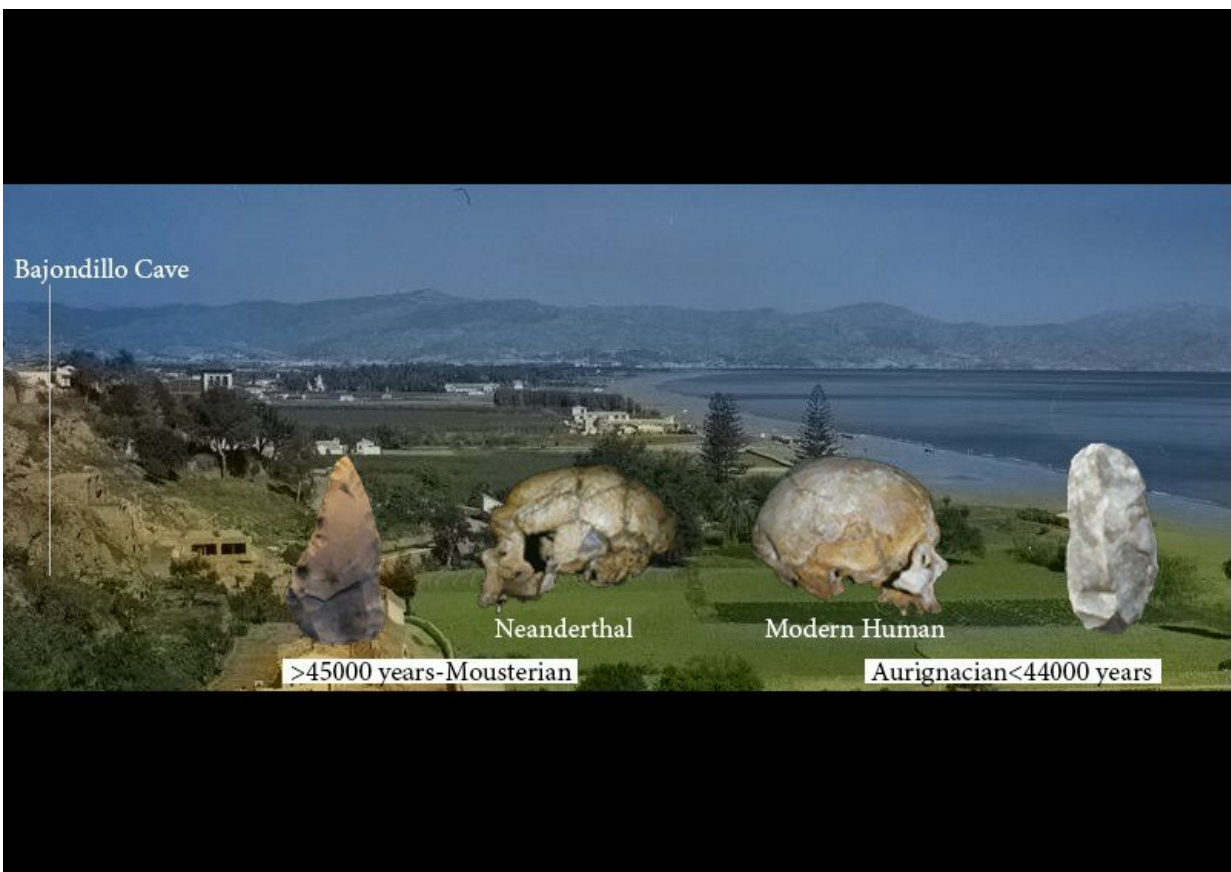 Bajondillo Cave
Neanderthal
Modern Human
>45000 years-Mousterian
Aurignacian<44000 years